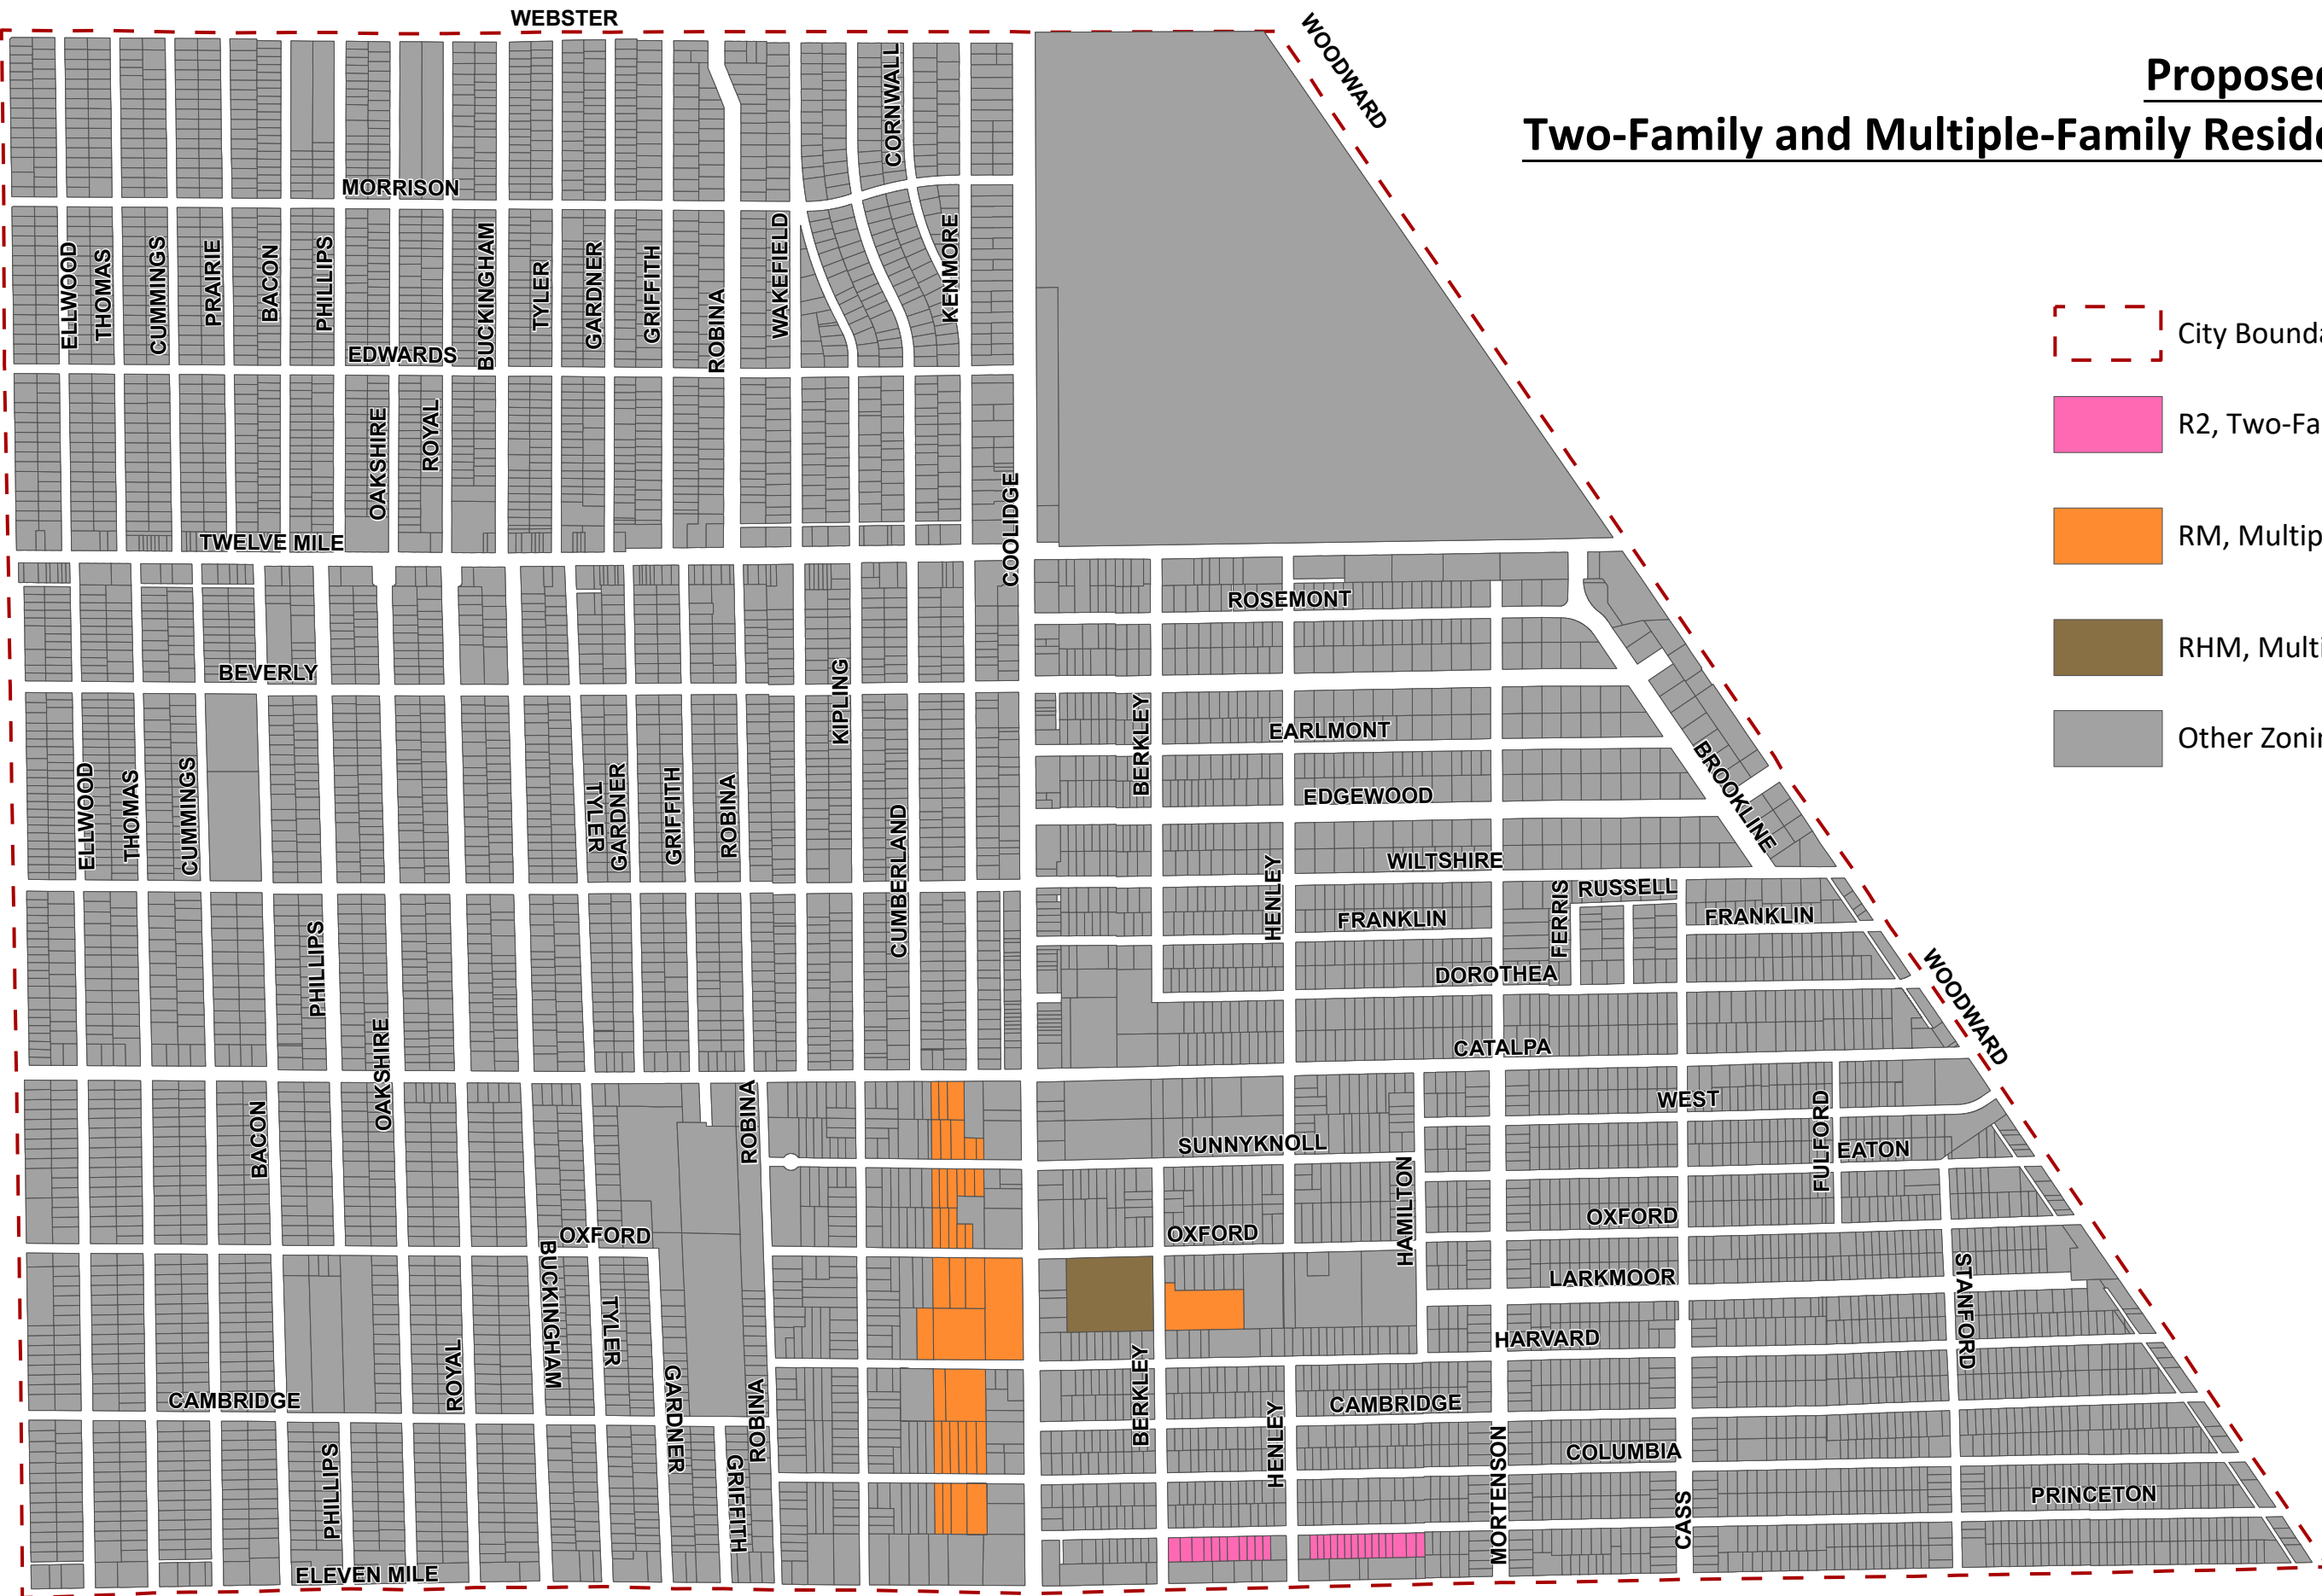 WEBSTER
WOODWARD
Proposed
Two-Family and Multiple-Family Reside
CORNWALL
MORRISON
ELLWOOD
THOMAS
CUMMINGS
PRAIRIE
BACON
PHILLIPS
BUCKINGHAM
TYLER
GARDNER
GRIFFITH
ROBINA
WAKEFIELD
KENMORE
EDWARDS
City Bounda
OAKSHIRE
ROYAL
R2, Two-Fa
COOLIDGE
TWELVE MILE
RM, Multip
ROSEMONT
BEVERLY
KIPLING
RHM, Multi
BERKLEY
EARLMONT
Other Zonin
BROOKLINE
ELLWOOD
THOMAS
CUMMINGS
TYLER
GARDNER
GRIFFITH
ROBINA
EDGEWOOD
CUMBERLAND
WILTSHIRE
HENLEY
RUSSELL
FERRIS
FRANKLIN
FRANKLIN
PHILLIPS
DOROTHEA
WOODWARD
OAKSHIRE
CATALPA
BACON
ROBINA
WEST
FULFORD
SUNNYKNOLL
EATON
HAMILTON
OXFORD
OXFORD
OXFORD
BUCKINGHAM
LARKMOOR
STANFORD
TYLER
HARVARD
ROYAL
GARDNER
BERKLEY
CAMBRIDGE
CAMBRIDGE
ROBINA
HENLEY
COLUMBIA
MORTENSON
PHILLIPS
GRIFFITH
CASS
PRINCETON
ELEVEN MILE